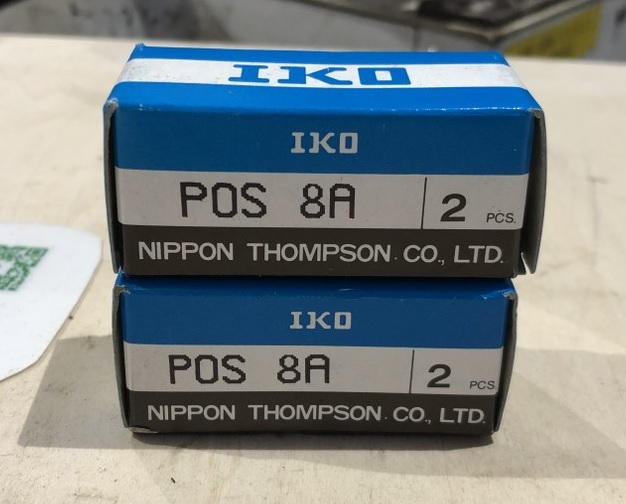 IKO
IKO
POS 8A 2 PCS.
NIPPON THOMPSON CO., LTD.
IKO
POS 8A 2 PCS.
NIPPON THOMPSON CO., LTD.